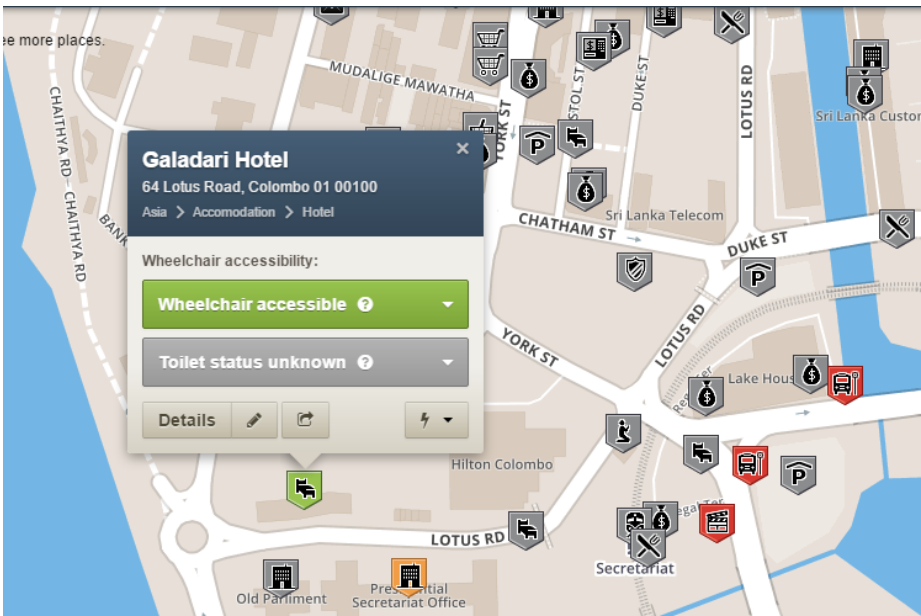 ee more places.
MUDALIGE MAWATHA
YORK ST
STOL ST
DUKE ST
LOTUS RD
Sri Lanka Custo
CHAITHYA RD – CHAITHYA RD
BANK
Galadari Hotel
64 Lotus Road, Colombo 01 00100
Asia > Accomodation > Hotel
Wheelchair accessibility:
Wheelchair accessible ?
Toilet status unknown ?
Details
Sri Lanka Telecom
CHATHAM ST
DUKE ST
P
P
YORK ST
LOTUS RD
Lake Hous
Hilton Colombo
P
LOTUS RD
Secretariat
Old Parliment
Secretariat Office